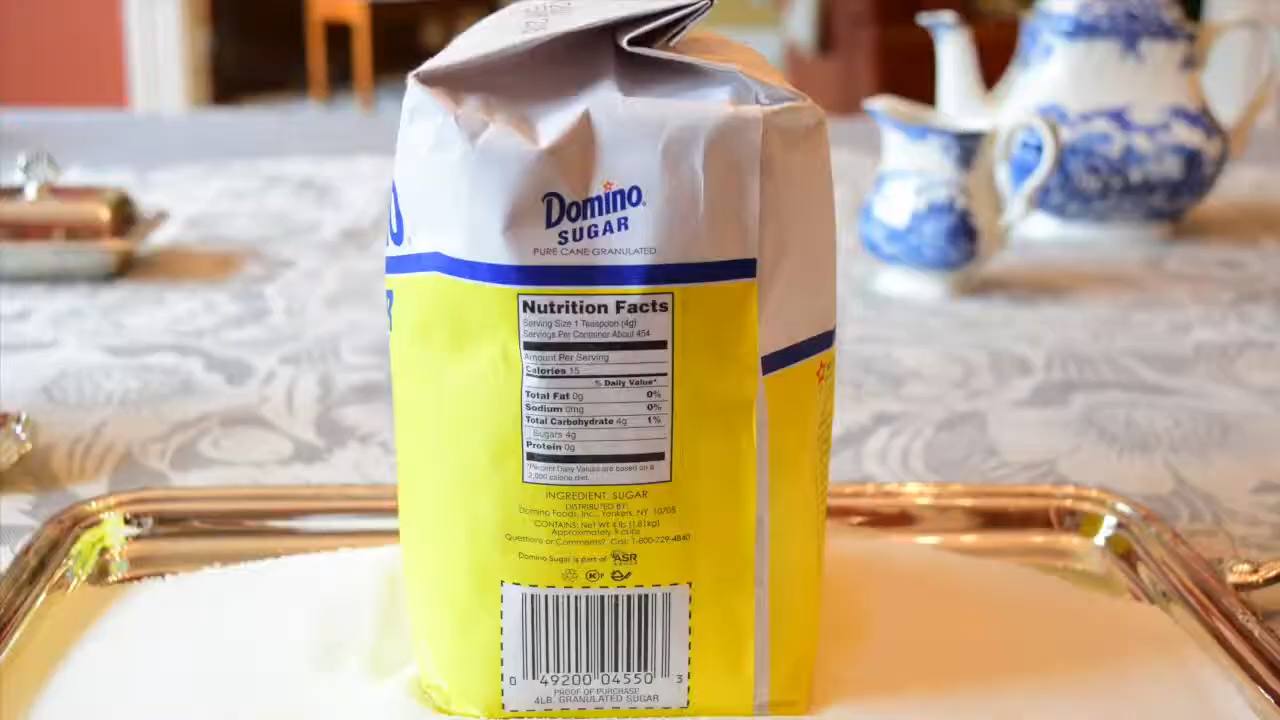 Domino®
SUGAR
PURE CANE GRANULATED
Nutrition Facts
Serving Size 1 Teaspoon (4g)
Servings Per Container About 454
Amount Per Serving
Calories 15
% Daily Value*
Total Fat 0g 0%
Sodium 0mg 0%
Total Carbohydrate 4g 1%
Sugars 4g
Protein 0g
*Percent Daily Values are based on a
2,000 calorie diet.
INGREDIENT: SUGAR
DISTRIBUTED BY:
Domino Foods, Inc., Yonkers, NY 10705
CONTAINS: Net Wt 4 lb (1.81kg)
Approximately 9 cups
Questions or Comments? Call: 1-800-729-4840
Domino Sugar is part of ASR
0 49200 04550 3
PROOF OF PURCHASE
4LB. GRANULATED SUGAR